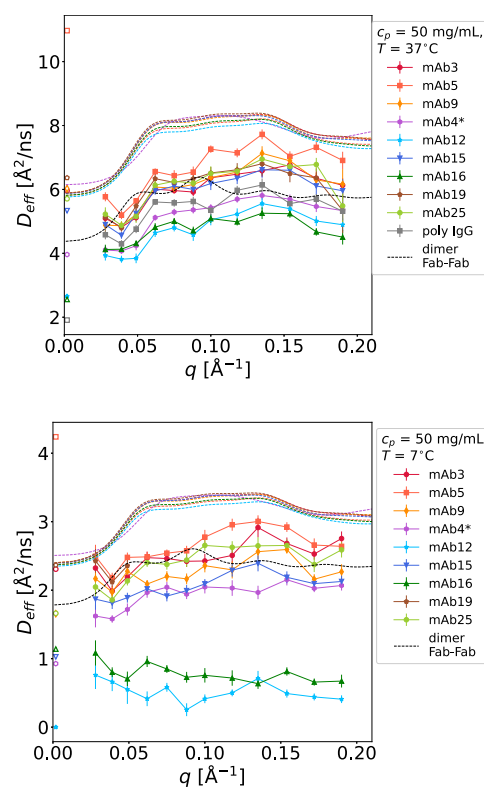 c_p = 50 mg/mL,
T = 37°C
mAb3
mAb5
mAb9
mAb4*
mAb12
mAb15
mAb16
mAb19
mAb25
poly IgG
dimer
Fab-Fab
D_eff [Å²/ns]
10
8
6
4
2
0.00 0.05 0.10 0.15 0.20
q [Å⁻¹]
c_p = 50 mg/mL
T = 7°C
mAb3
mAb5
mAb9
mAb4*
mAb12
mAb15
mAb16
mAb19
mAb25
dimer
Fab-Fab
D_eff [Å²/ns]
4
3
2
1
0
0.00 0.05 0.10 0.15 0.20
q [Å⁻¹]